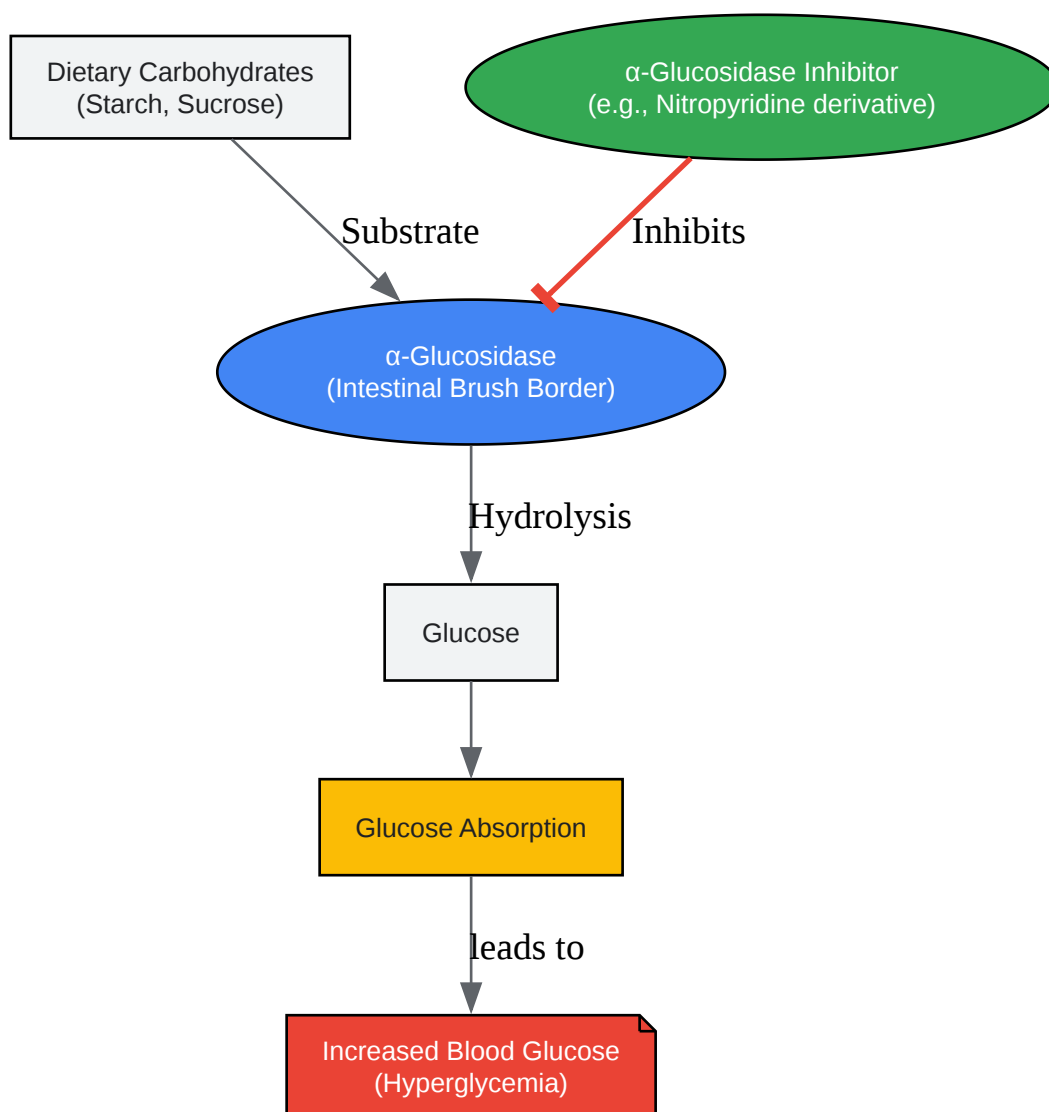 Dietary Carbohydrates
(Starch, Sucrose)
α-Glucosidase Inhibitor
(e.g., Nitropyridine derivative)
Substrate
Inhibits
α-Glucosidase
(Intestinal Brush Border)
Hydrolysis
Glucose
Glucose Absorption
leads to
Increased Blood Glucose
(Hyperglycemia)